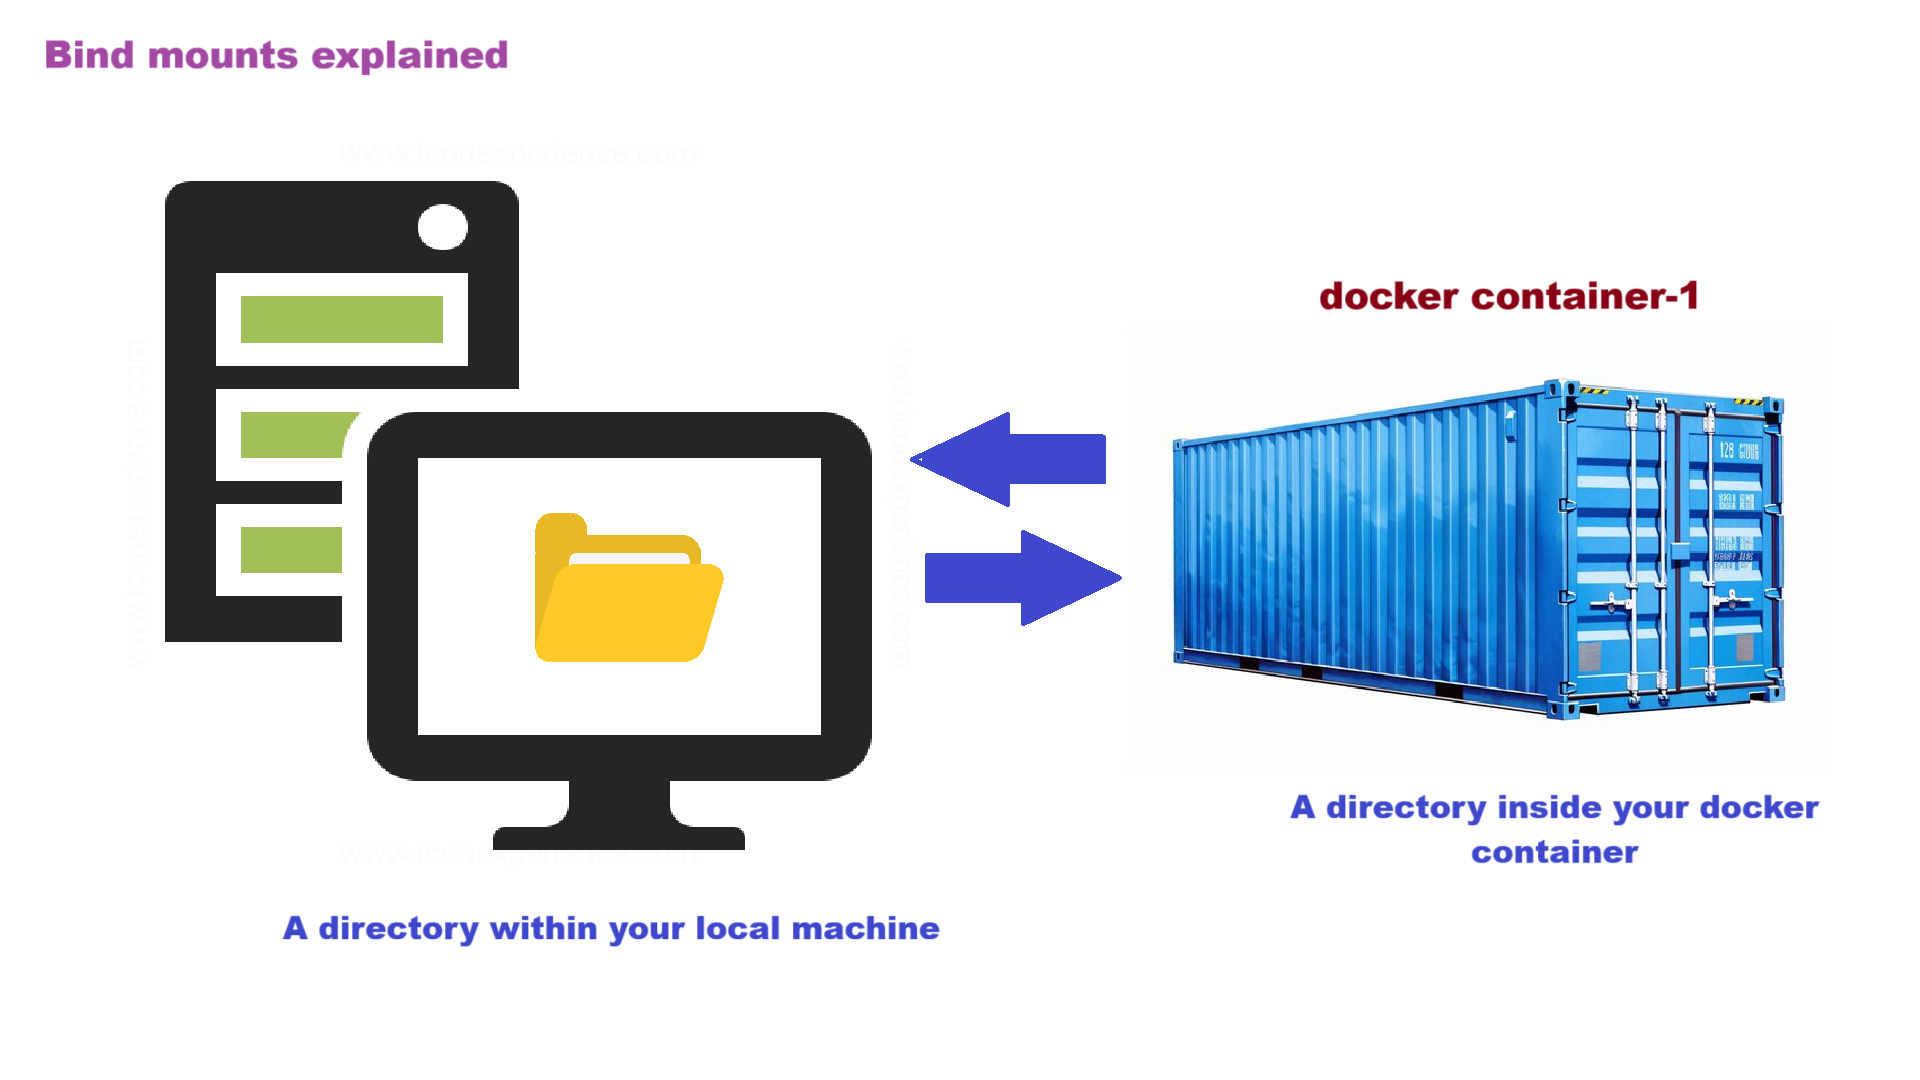 Bind mounts explained
www.iconexperience.com
www.iconexperience.com
www.iconexperience.com
docker container-1
A directory inside your docker
container
www.iconexperience.com
A directory within your local machine